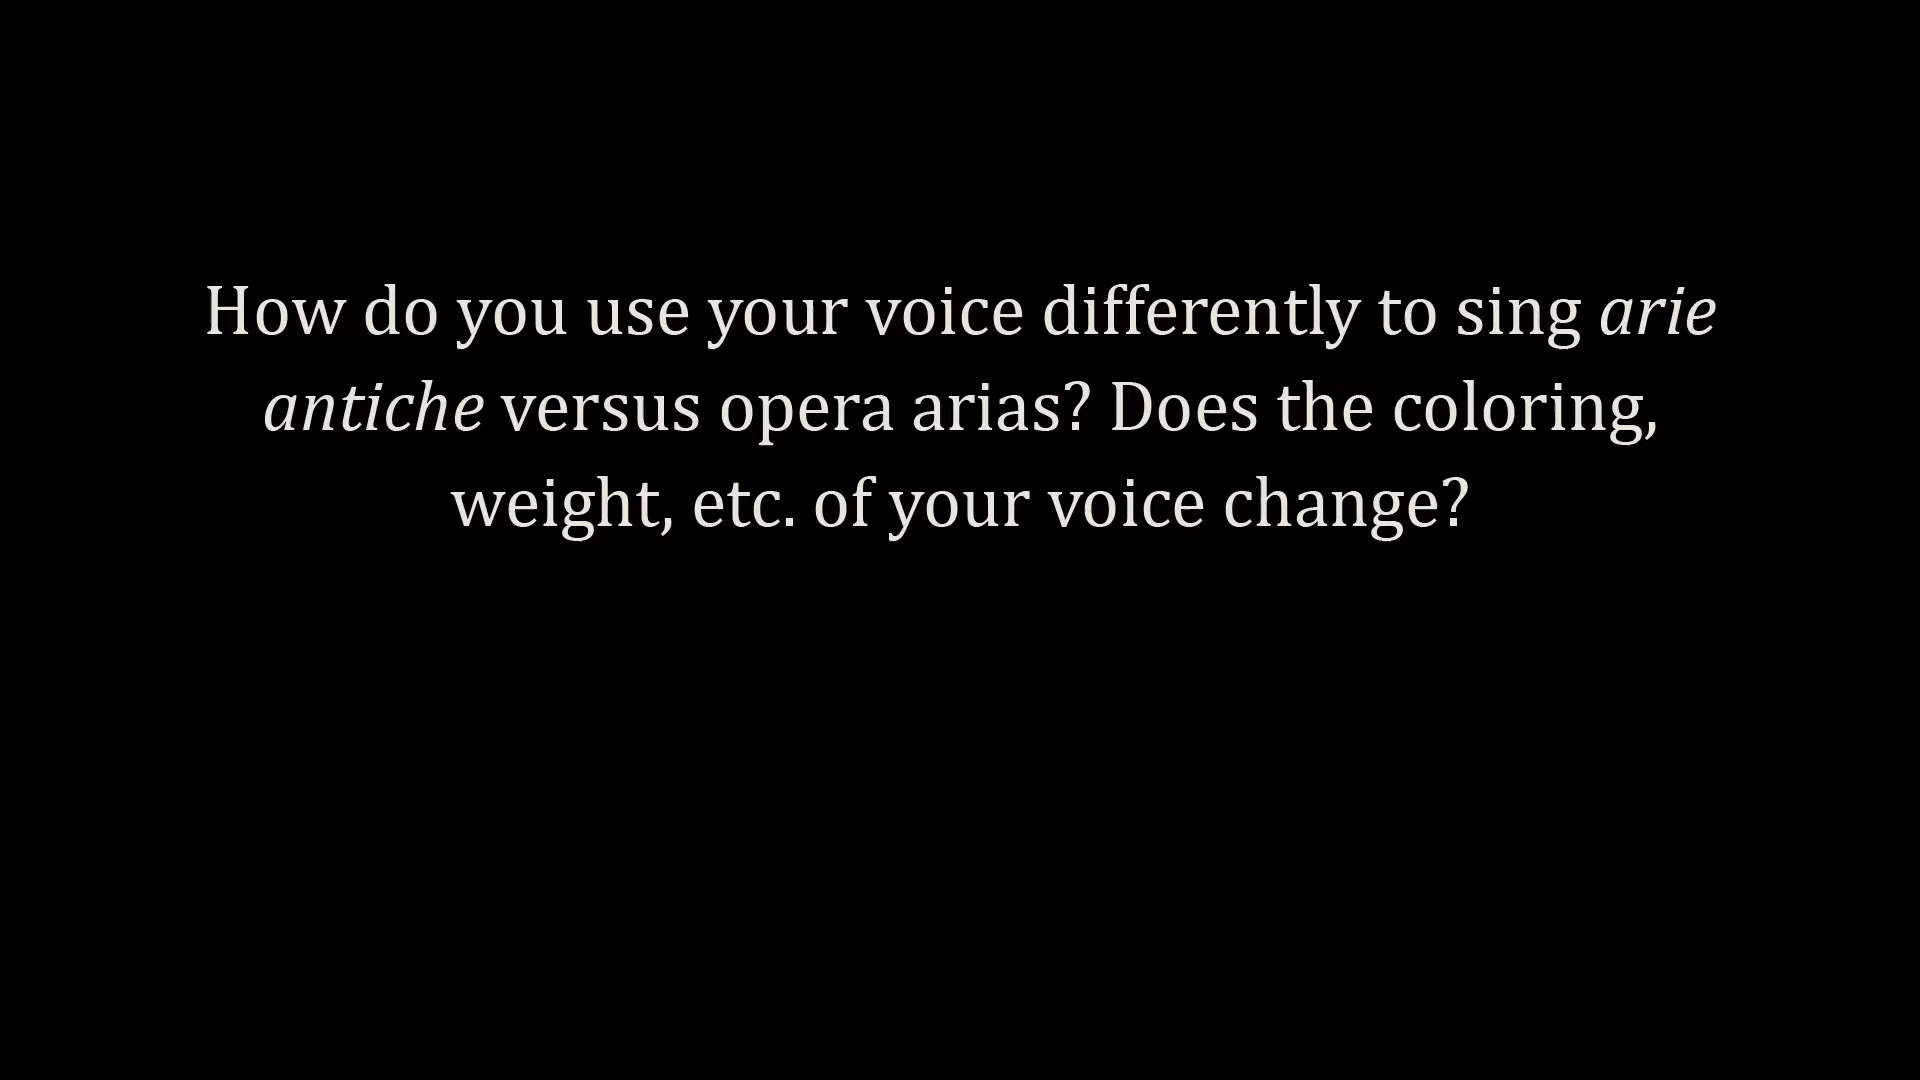 How do you use your voice differently to sing arie
antiche versus opera arias? Does the coloring,
weight, etc. of your voice change?